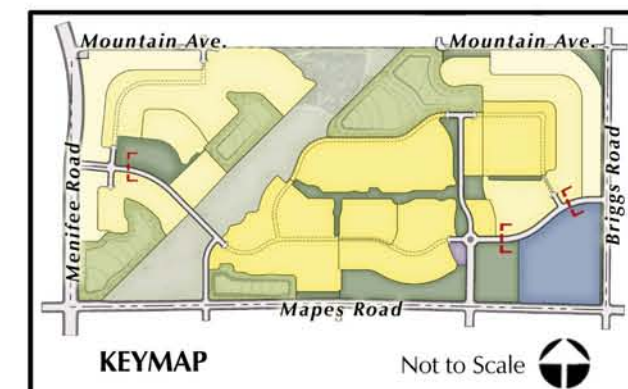 Mountain Ave.
Mountain Ave.
Menifee Road
Briggs Road
Mapes Road
KEYMAP
Not to Scale